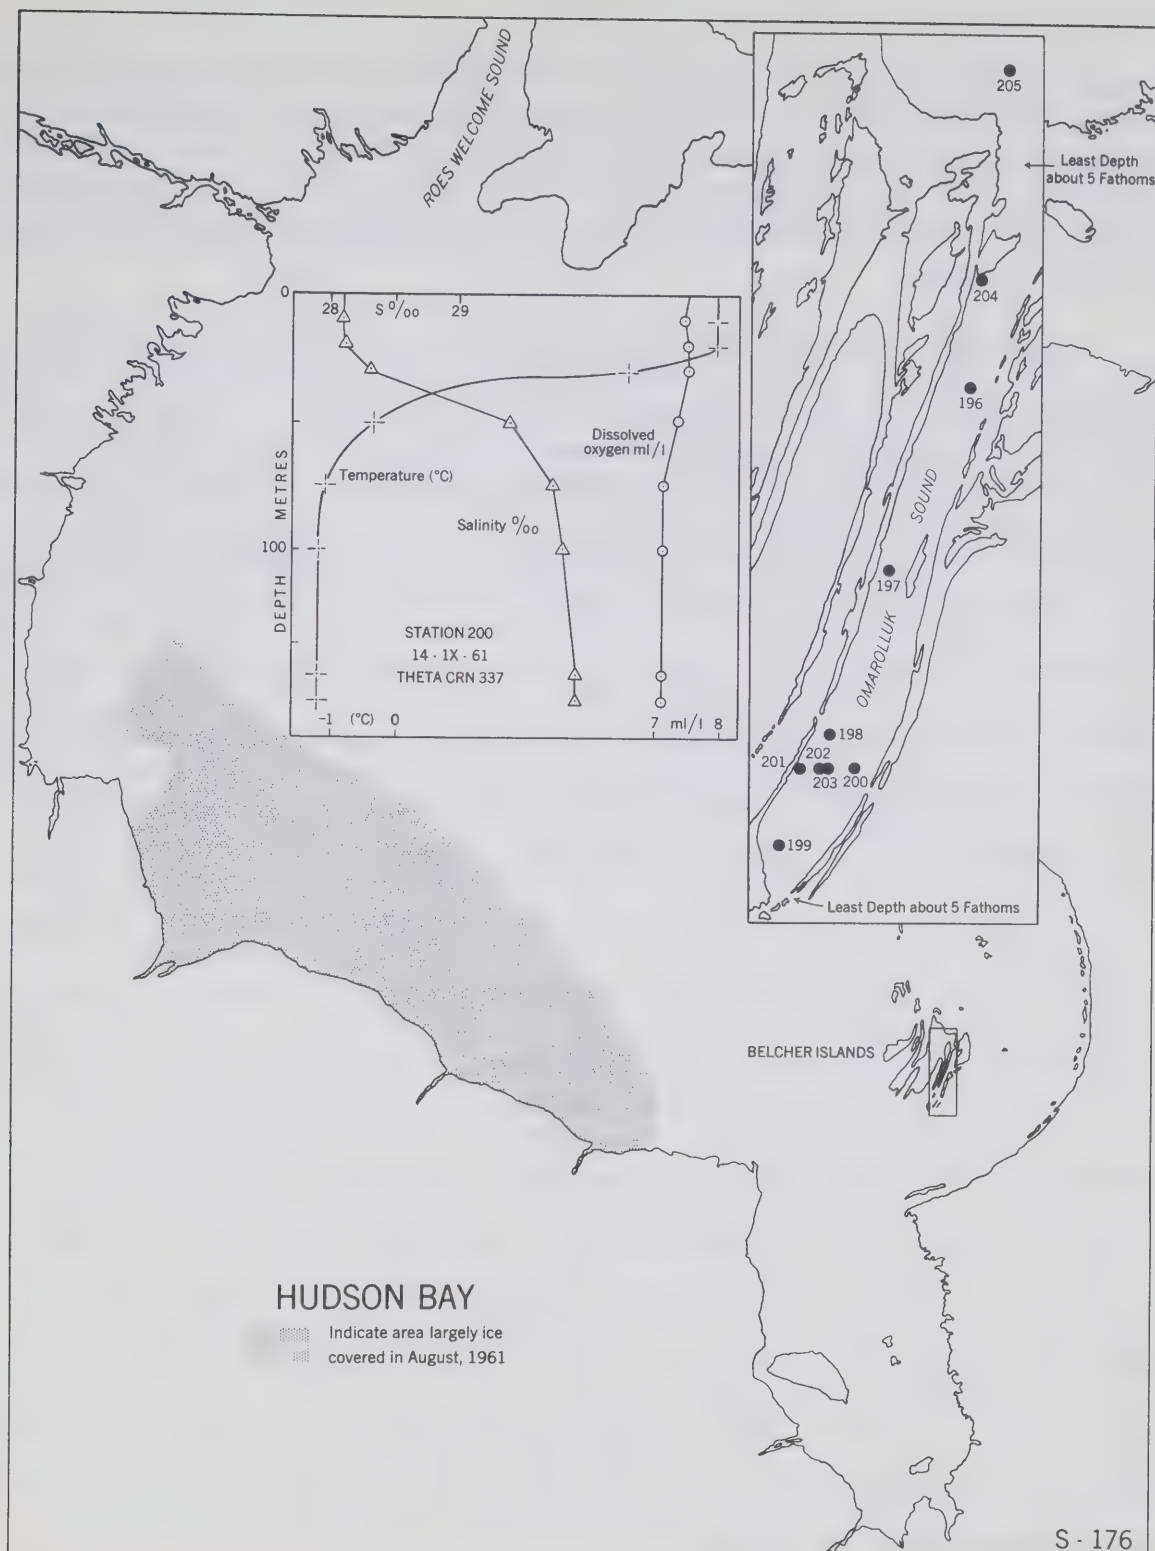 ROES WELCOME SOUND
205
Least Depth
about 5 Fathoms
204
196
SOUND
197
OMAROLLUK
198
201
202
203
200
199
Least Depth about 5 Fathoms
0
28
S ‰
29
Dissolved
oxygen ml/l
Temperature (°C)
Salinity ‰
DEPTH METRES
100
STATION 200
14 - 1X - 61
THETA CRN 337
-1 (°C) 0
7 ml/l 8
BELCHER ISLANDS
HUDSON BAY
Indicate area largely ice
covered in August, 1961
S - 176